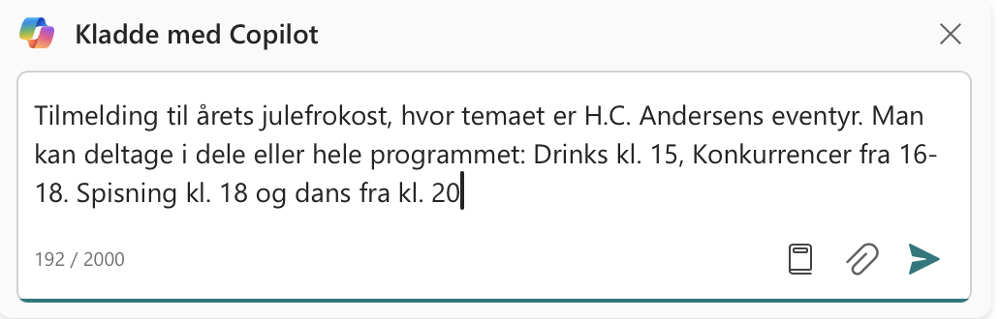 Kladde med Copilot
Tilmelding til årets julefrokost, hvor temaet er H.C. Andersens eventyr. Man
kan deltage i dele eller hele programmet: Drinks kl. 15, Konkurrencer fra 16-
18. Spisning kl. 18 og dans fra kl. 20
192 / 2000